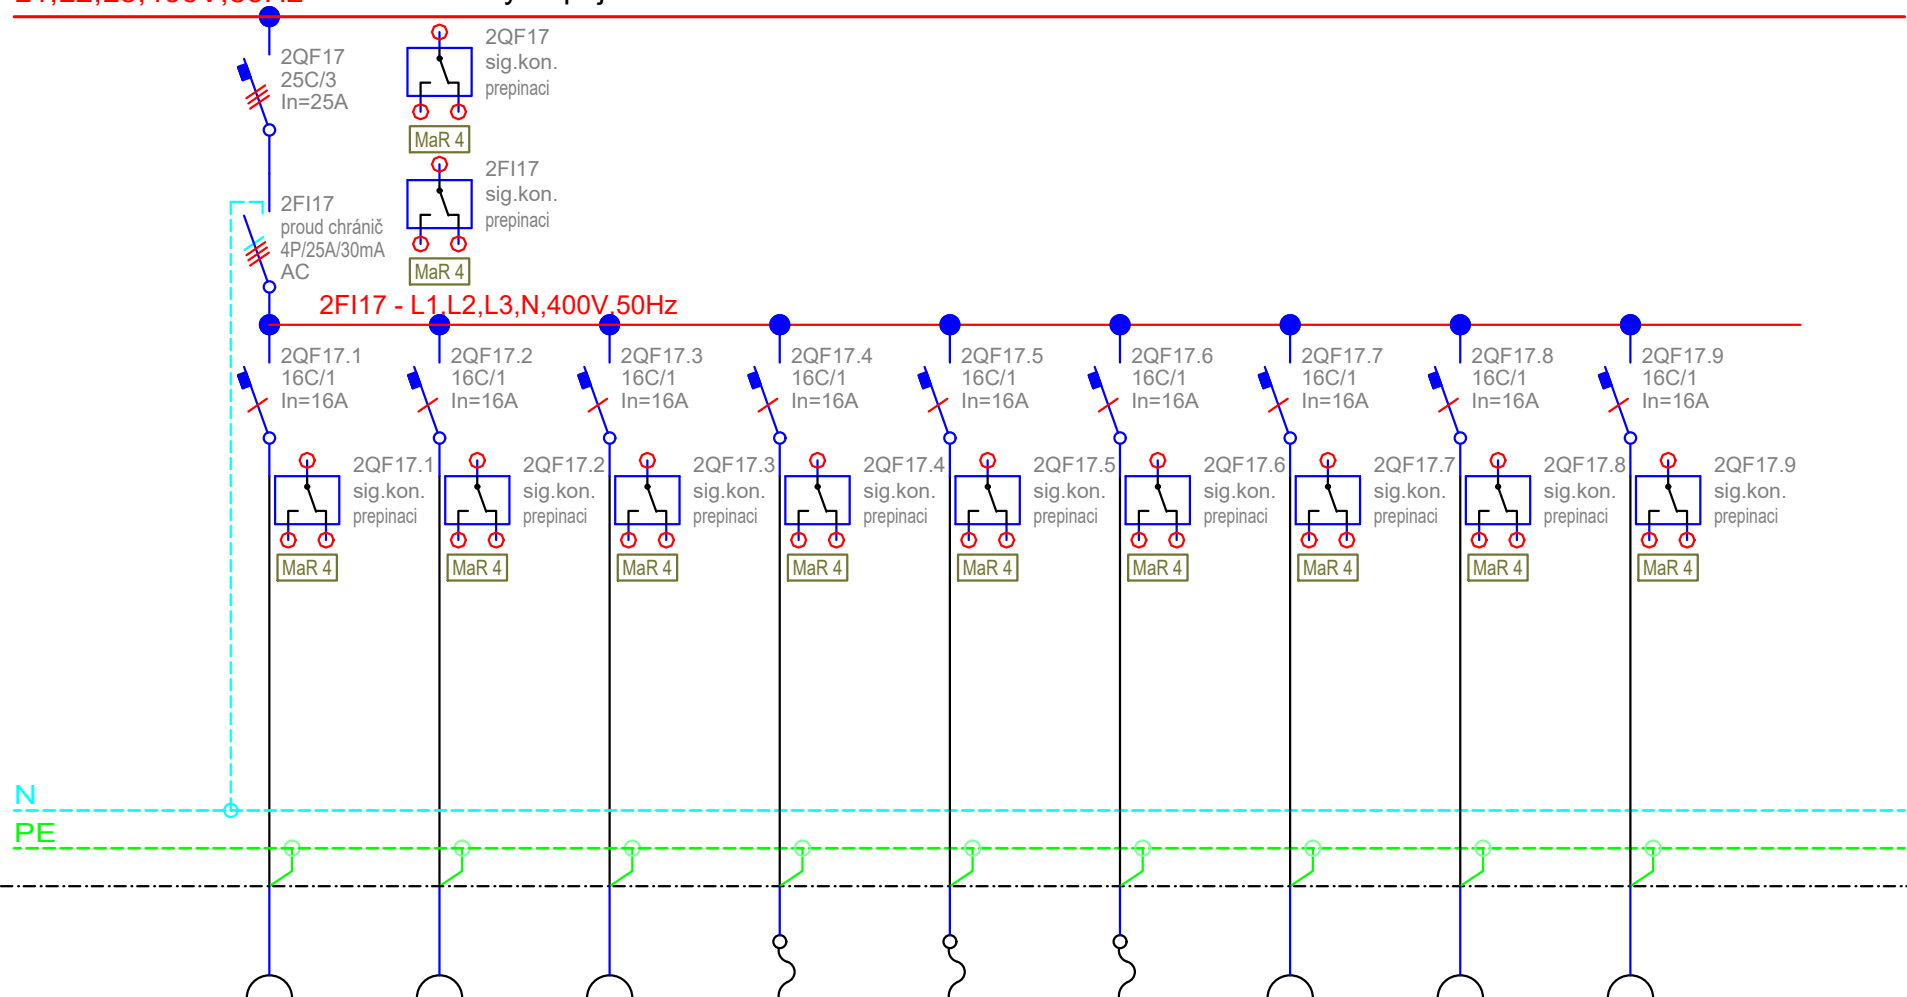 2QF17
25C/3
In=25A
2QF17
sig.kon.
prepinaci
MaR 4
2FI17
proud chránič
4P/25A/30mA
AC
2FI17
sig.kon.
prepinaci
MaR 4
2FI17 - L1,L2,L3,N,400V,50Hz
2QF17.1
16C/1
In=16A
2QF17.2
16C/1
In=16A
2QF17.3
16C/1
In=16A
2QF17.4
16C/1
In=16A
2QF17.5
16C/1
In=16A
2QF17.6
16C/1
In=16A
2QF17.7
16C/1
In=16A
2QF17.8
16C/1
In=16A
2QF17.9
16C/1
In=16A
2QF17.1
sig.kon.
prepinaci
MaR 4
2QF17.2
sig.kon.
prepinaci
MaR 4
2QF17.3
sig.kon.
prepinaci
MaR 4
2QF17.4
sig.kon.
prepinaci
MaR 4
2QF17.5
sig.kon.
prepinaci
MaR 4
2QF17.6
sig.kon.
prepinaci
MaR 4
2QF17.7
sig.kon.
prepinaci
MaR 4
2QF17.8
sig.kon.
prepinaci
MaR 4
2QF17.9
sig.kon.
prepinaci
MaR 4
N
PE